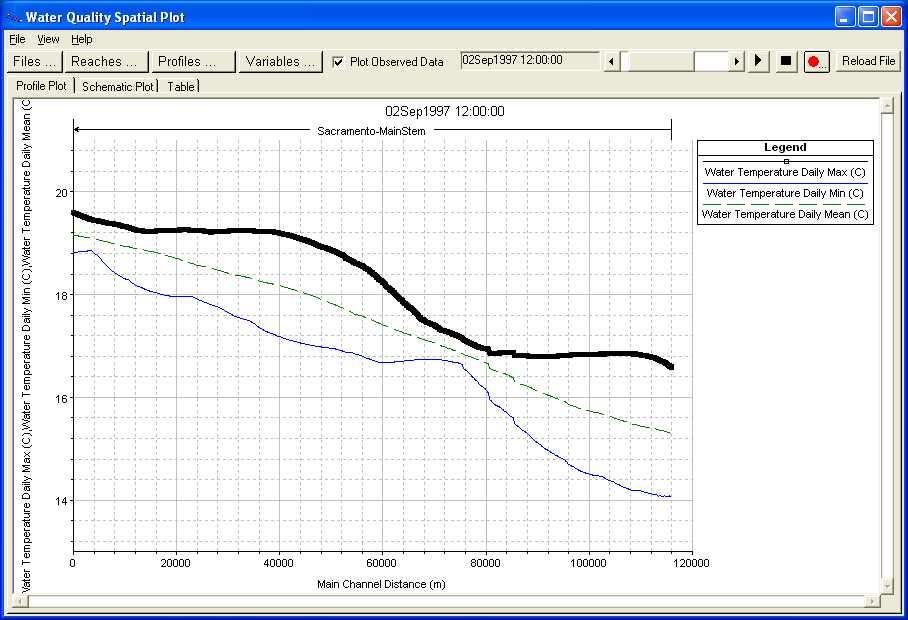 Water Quality Spatial Plot
File View Help
Files ... Reaches ... Profiles ... Variables ... Plot Observed Data 02Sep1997 12:00:00 ... Reload File
Profile Plot Schematic Plot Table
02Sep1997 12:00:00
Sacramento-MainStem
Water Temperature Daily Max (C),Water Temperature Daily Min (C),Water Temperature Daily Mean (C
20
18
16
14
0 20000 40000 60000 80000 100000 120000
Main Channel Distance (m)
Legend
Water Temperature Daily Max (C)
Water Temperature Daily Min (C)
Water Temperature Daily Mean (C)